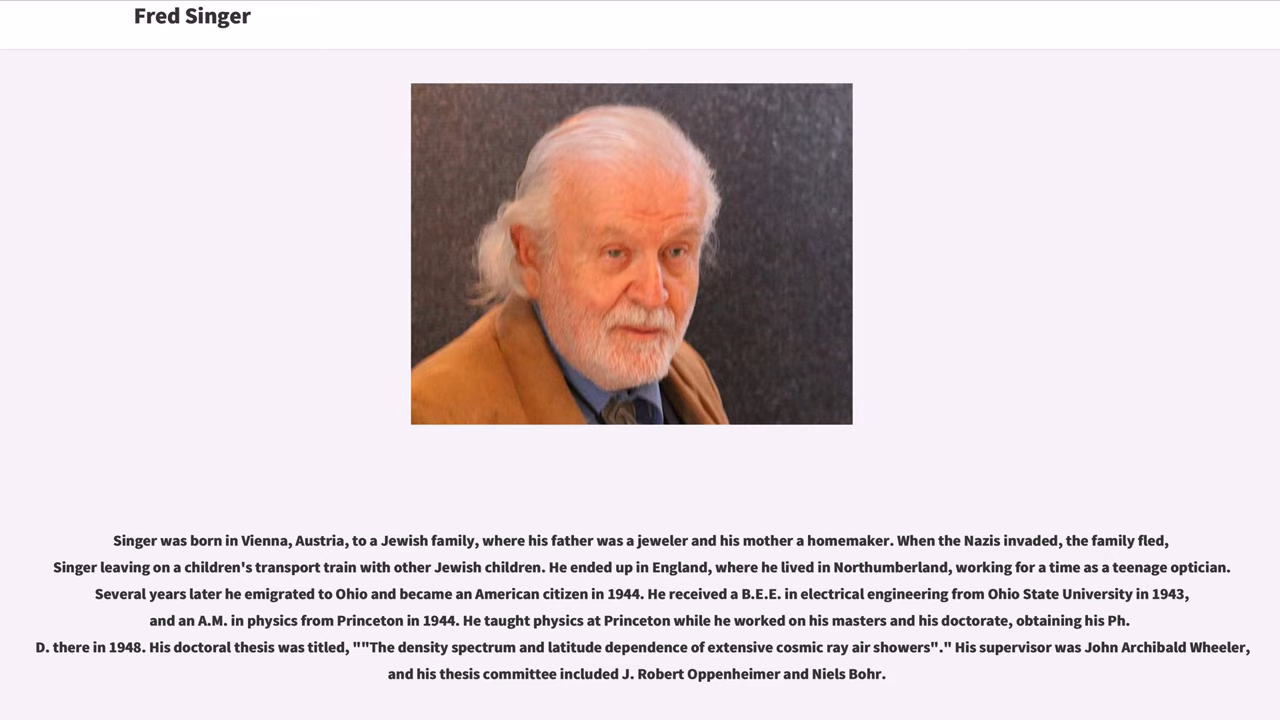 Fred Singer
Singer was born in Vienna, Austria, to a Jewish family, where his father was a jeweler and his mother a homemaker. When the Nazis invaded, the family fled,
Singer leaving on a children's transport train with other Jewish children. He ended up in England, where he lived in Northumberland, working for a time as a teenage optician.
Several years later he emigrated to Ohio and became an American citizen in 1944. He received a B.E.E. in electrical engineering from Ohio State University in 1943,
and an A.M. in physics from Princeton in 1944. He taught physics at Princeton while he worked on his masters and his doctorate, obtaining his Ph.
D. there in 1948. His doctoral thesis was titled, ""The density spectrum and latitude dependence of extensive cosmic ray air showers"." His supervisor was John Archibald Wheeler,
and his thesis committee included J. Robert Oppenheimer and Niels Bohr.